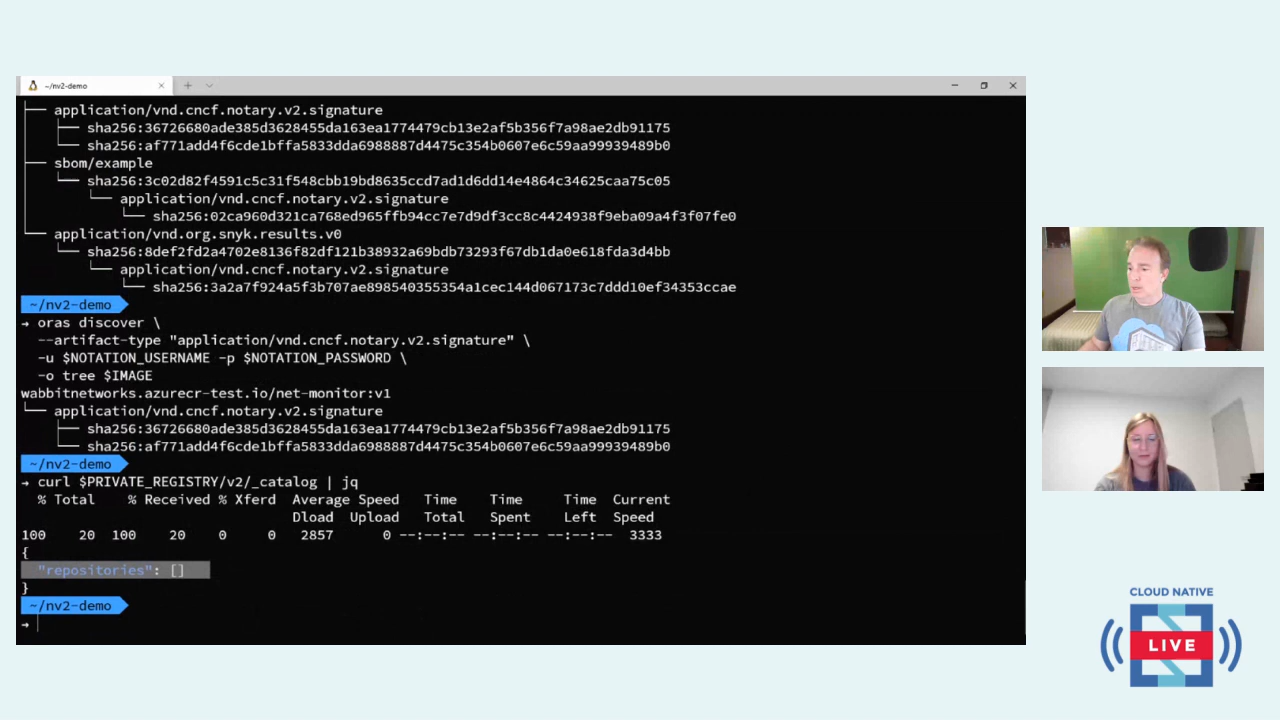 ~/nv2-demo
├── application/vnd.cncf.notary.v2.signature
├── sha256:36726680ade385d3628455da163ea1774479cb13e2af5b356f7a98ae2db91175
└── sha256:af771add4f6cde1bffa5833dda6988887d4475c354b0607e6c59aa99939489b0
├── sbom/example
└── sha256:3c02d82f4591c5c31f548cbb19bd8635ccd7ad1d6dd14e4864c34625caa75c05
└── application/vnd.cncf.notary.v2.signature
└── sha256:02ca960d321ca768ed965ffb94cc7e7d9df3cc8c4424938f9eba09a4f3f07fe0
└── application/vnd.org.snyk.results.v0
└── sha256:8def2fd2a4702e8136f82df121b38932a69bdb73293f67db1da0e618fda3d4bb
└── application/vnd.cncf.notary.v2.signature
└── sha256:3a2a7f924a5f3b707ae898540355354a1cec144d067173c7ddd10ef34353ccae
~/nv2-demo
→ oras discover \
--artifact-type "application/vnd.cncf.notary.v2.signature" \
-u $NOTATION_USERNAME -p $NOTATION_PASSWORD \
-o tree $IMAGE
wabbitnetworks.azurecr-test.io/net-monitor:v1
└── application/vnd.cncf.notary.v2.signature
├── sha256:36726680ade385d3628455da163ea1774479cb13e2af5b356f7a98ae2db91175
└── sha256:af771add4f6cde1bffa5833dda6988887d4475c354b0607e6c59aa99939489b0
~/nv2-demo
→ curl $PRIVATE_REGISTRY/v2/_catalog | jq
% Total % Received % Xferd Average Speed Time Time Time Current
Dload Upload Total Spent Left Speed
100 20 100 20 0 0 2857 0 --:--:-- --:--:-- --:--:-- 3333
{
"repositories": []
}
~/nv2-demo
→
CLOUD NATIVE
LIVE